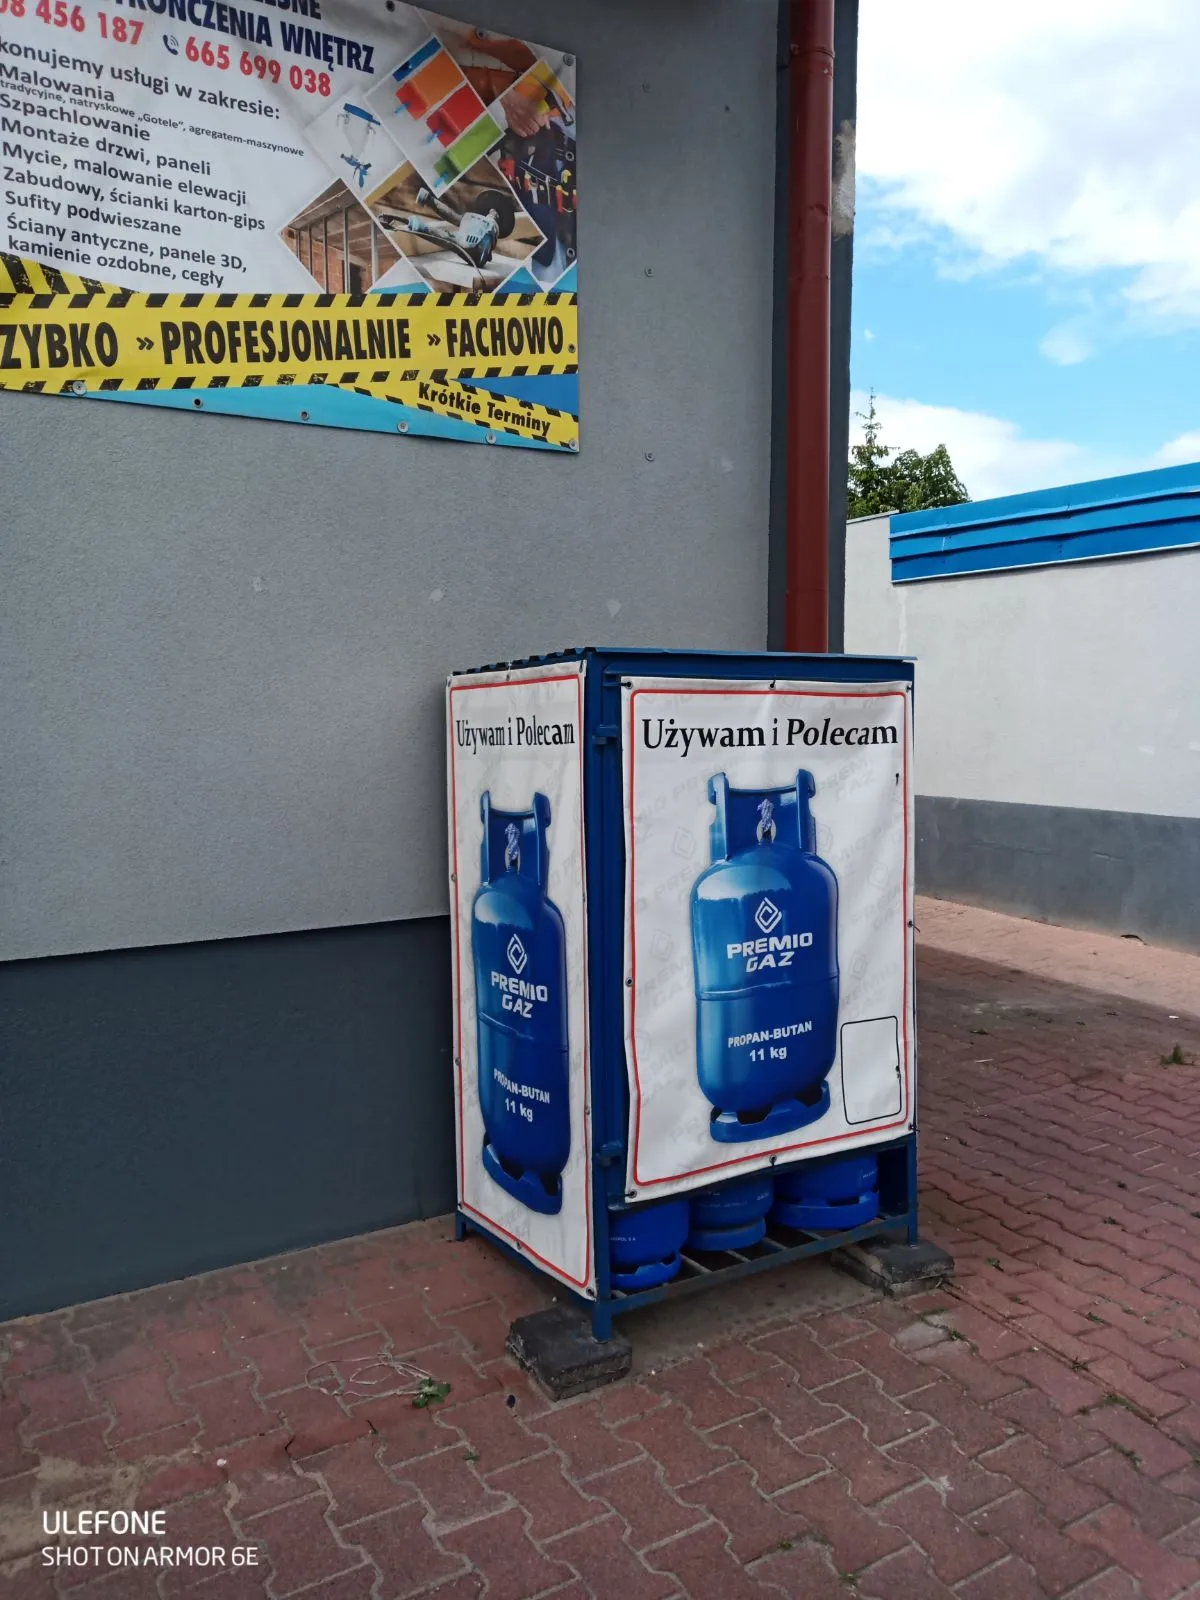 KOŃCZENIA WNĘTRZ
8 456 187 665 699 038
konujemy usługi w zakresie:
Malowania
tradycyjne, natryskowe „Gotele", agregatem-maszynowe
Szpachlowanie
Montaże drzwi, paneli
Mycie, malowanie elewacji
Zabudowy, ścianki karton-gips
Sufity podwieszane
Ściany antyczne, panele 3D,
kamienie ozdobne, cegły
ZYBKO » PROFESJONALNIE » FACHOWO
Krótkie Terminy
Używam i Polecam
PREMIO
GAZ
PROPAN-BUTAN
11 kg
Używam i Polecam
PREMIO
GAZ
PROPAN-BUTAN
11 kg
ULEFONE
SHOT ON ARMOR 6E